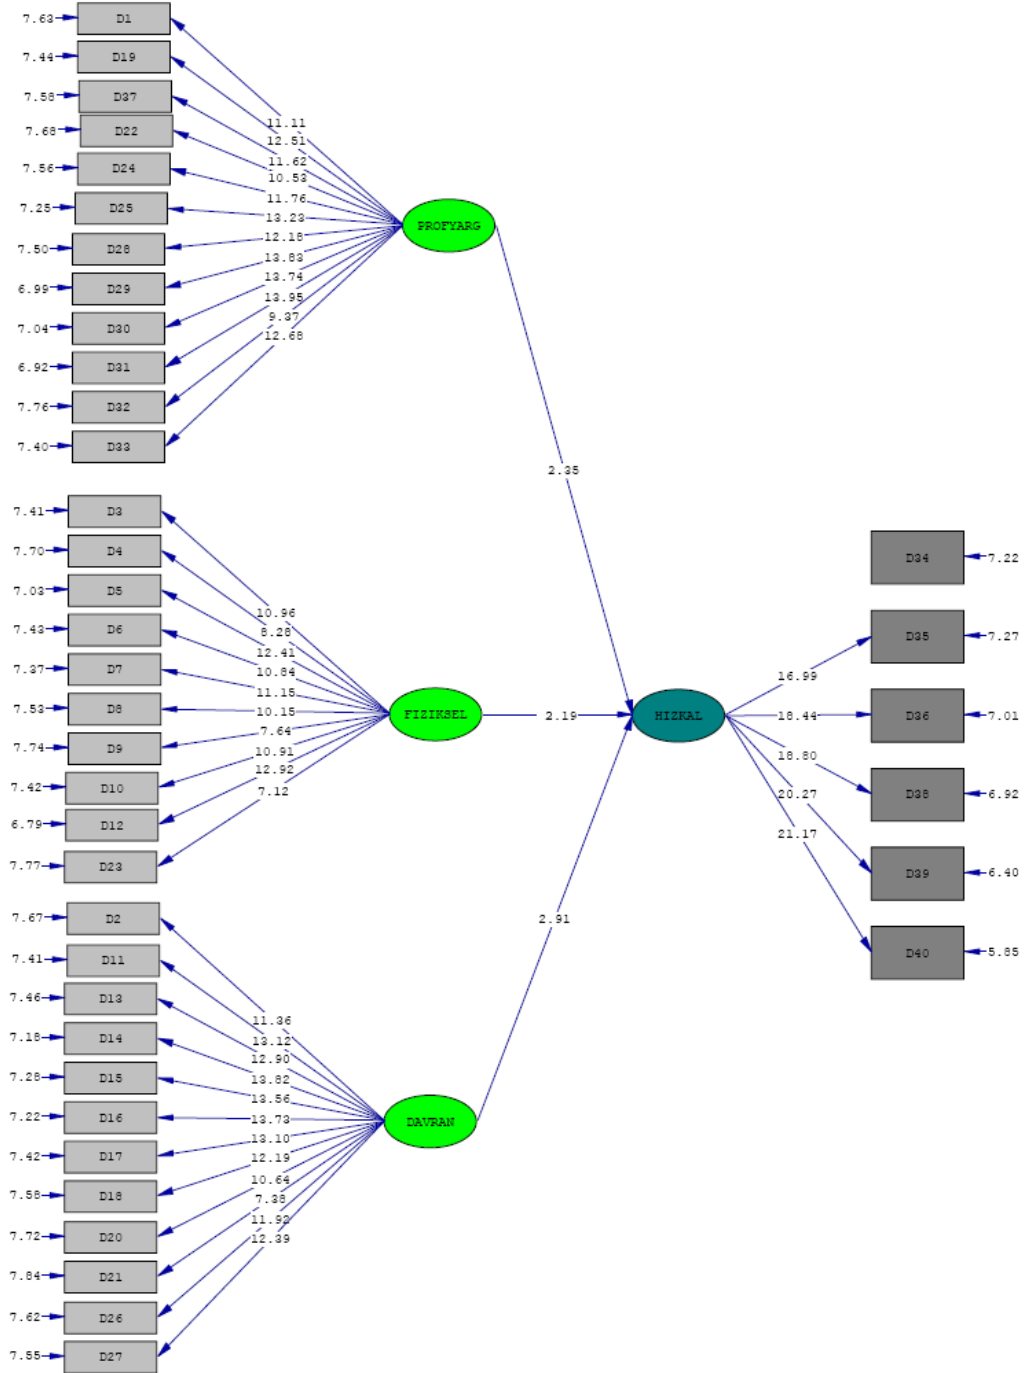 7.63 D1
7.44 D19
7.58 D37
7.68 D22
7.56 D24
7.25 D25
7.50 D28
6.99 D29
7.04 D30
6.92 D31
7.76 D32
7.40 D33
11.11
12.51
11.62
10.53
11.76
13.23
12.18
13.83
13.74
13.95
9.37
12.68
PROFYARG
2.35
7.41 D3
7.70 D4
7.03 D5
7.43 D6
7.37 D7
7.53 D8
7.74 D9
7.42 D10
6.79 D12
7.77 D23
10.96
8.28
12.41
10.84
11.15
10.15
7.64
10.91
12.92
7.12
FIZIKSEL
2.19
HIZKAL
16.99
18.44
18.80
20.27
21.17
D34 7.22
D35 7.27
D36 7.01
D38 6.92
D39 6.40
D40 5.85
2.91
7.67 D2
7.41 D11
7.46 D13
7.18 D14
7.28 D15
7.22 D16
7.42 D17
7.58 D18
7.72 D20
7.84 D21
7.62 D26
7.55 D27
11.36
13.12
12.90
13.82
13.56
13.73
13.10
12.19
10.64
7.38
11.92
12.39
DAVRAN